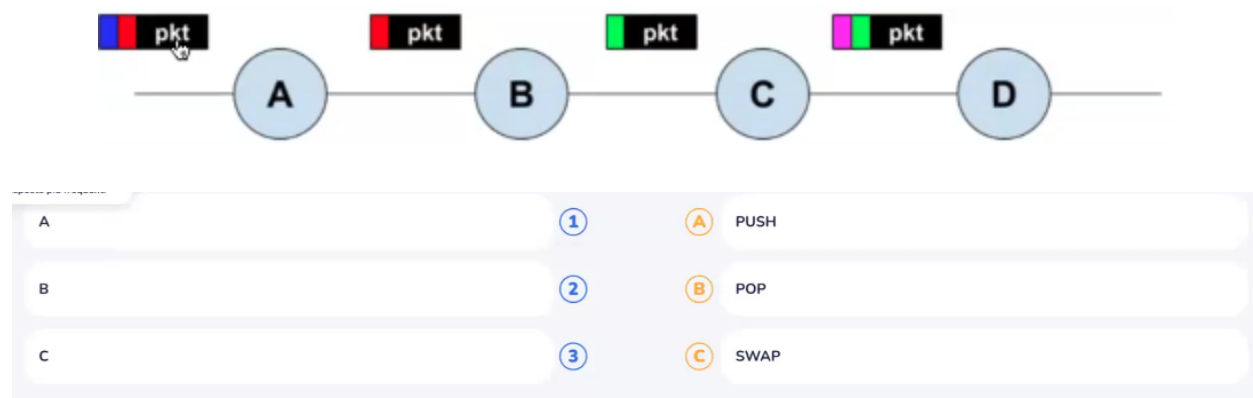 pkt pkt pkt pkt
A B C D
A 1 A PUSH
B 2 B POP
C 3 C SWAP